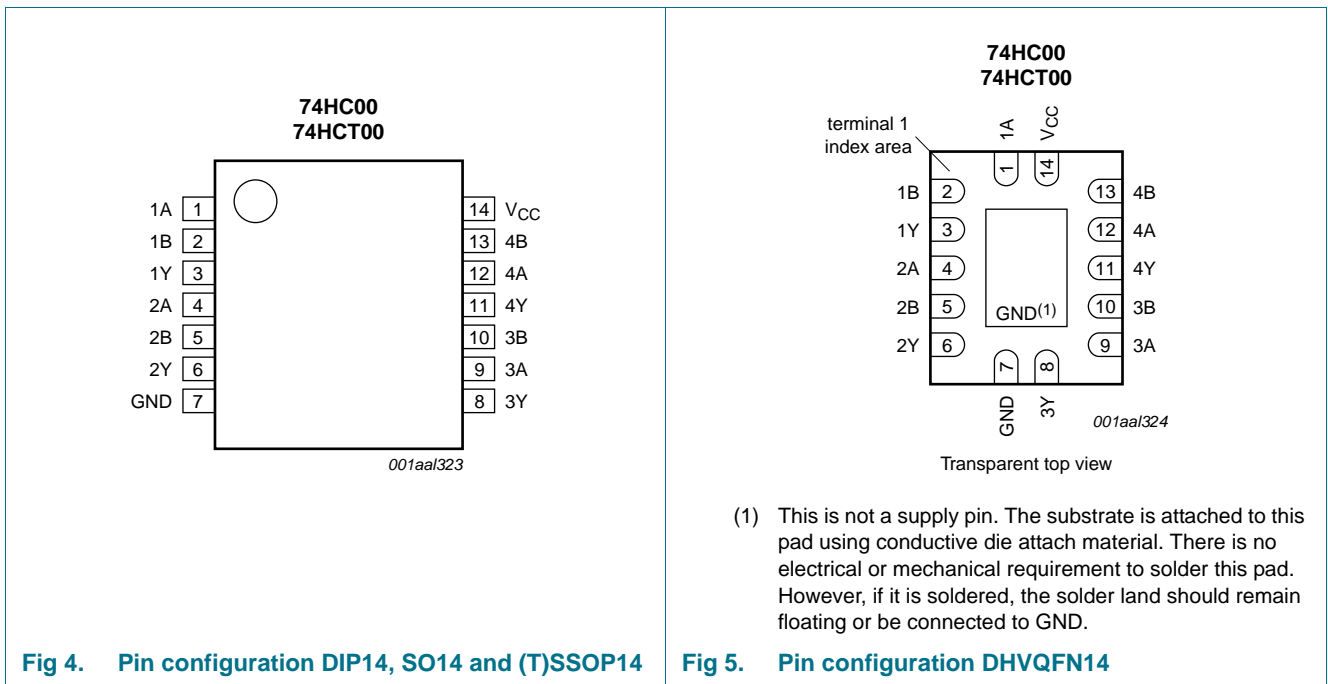 74HC00
74HCT00
1A 1
1B 2
1Y 3
2A 4
2B 5
2Y 6
GND 7
14 VCC
13 4B
12 4A
11 4Y
10 3B
9 3A
8 3Y
001aal323
Fig 4. Pin configuration DIP14, SO14 and (T)SSOP14
74HC00
74HCT00
terminal 1
index area
1A
VCC
1
14
1B 2
1Y 3
2A 4
2B 5
2Y 6
13 4B
12 4A
11 4Y
10 3B
9 3A
GND(1)
7
8
GND
3Y
001aal324
Transparent top view
(1) This is not a supply pin. The substrate is attached to this
pad using conductive die attach material. There is no
electrical or mechanical requirement to solder this pad.
However, if it is soldered, the solder land should remain
floating or be connected to GND.
Fig 5. Pin configuration DHVQFN14